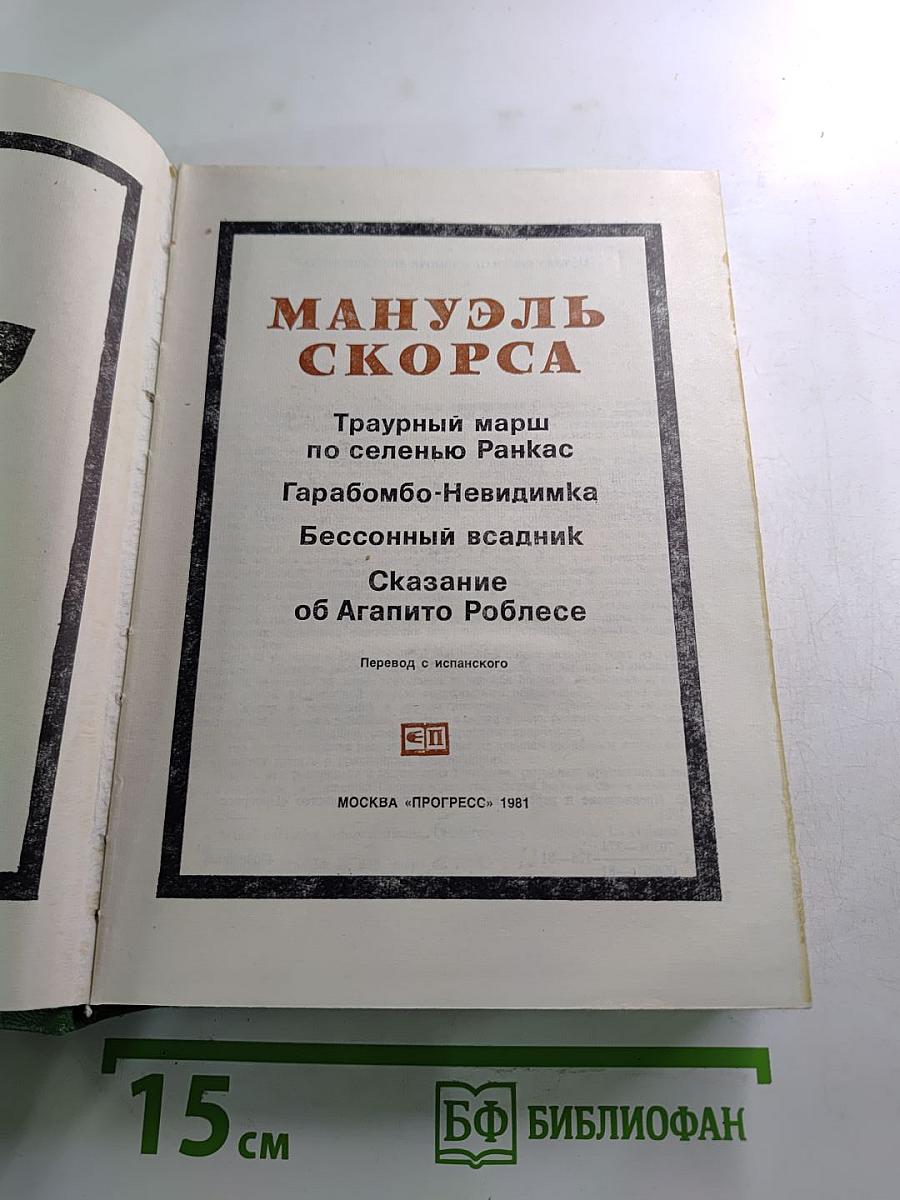 МАНУЭЛЬ
СКОРСА
Траурный марш
по селенью Ранкас
Гарабомбо-Невидимка
Бессонный всадник
Сказание
об Агапито Роблесе
Перевод с испанского
П
МОСКВА «ПРОГРЕСС» 1981
15 см
БФ БИБЛИОФАН